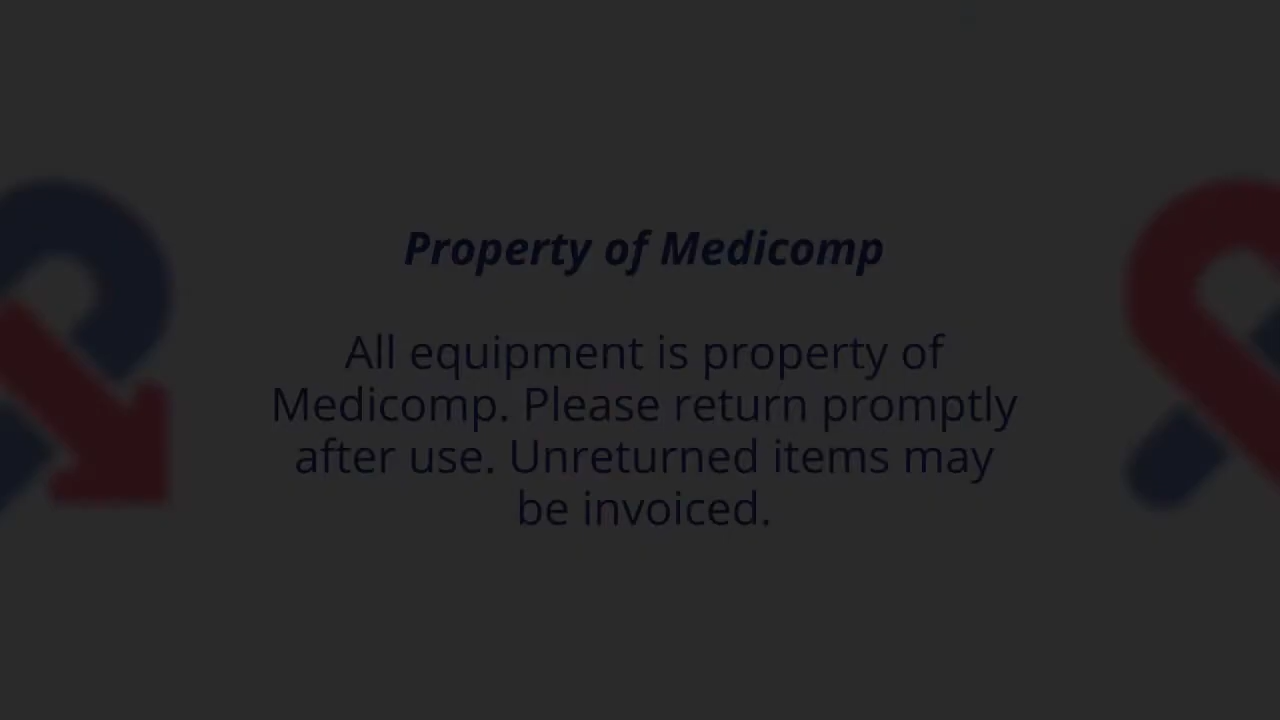 Property of Medicomp
All equipment is property of
Medicomp. Please return promptly
after use. Unreturned items may
be invoiced.